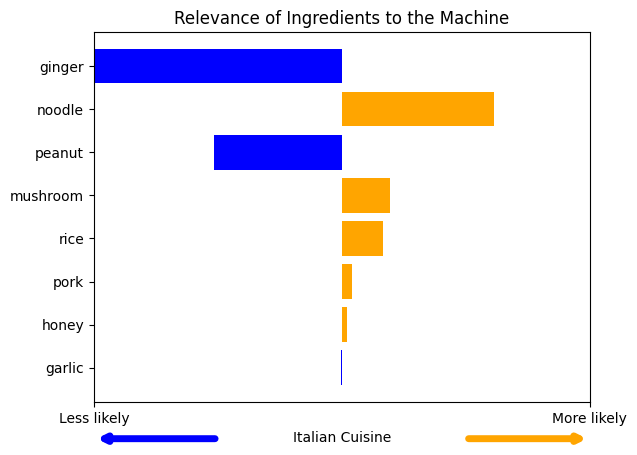 Relevance of Ingredients to the Machine
ginger
noodle
peanut
mushroom
rice
pork
honey
garlic
Less likely
More likely
Italian Cuisine